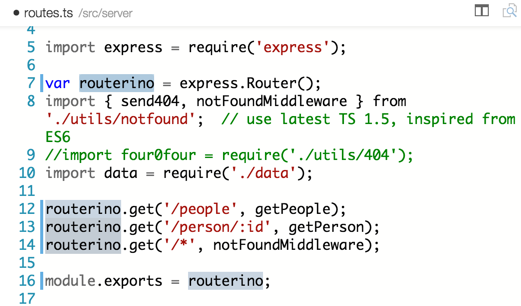 routes.ts /src/server
4
5 import express = require('express');
6
7 var routerino = express.Router();
8 import { send404, notFoundMiddleware } from
'./utils/notfound';  // use latest TS 1.5, inspired from
ES6
9 //import four0four = require('./utils/404');
10 import data = require('./data');
11
12 routerino.get('/people', getPeople);
13 routerino.get('/person/:id', getPerson);
14 routerino.get('/*', notFoundMiddleware);
15
16 module.exports = routerino;
17